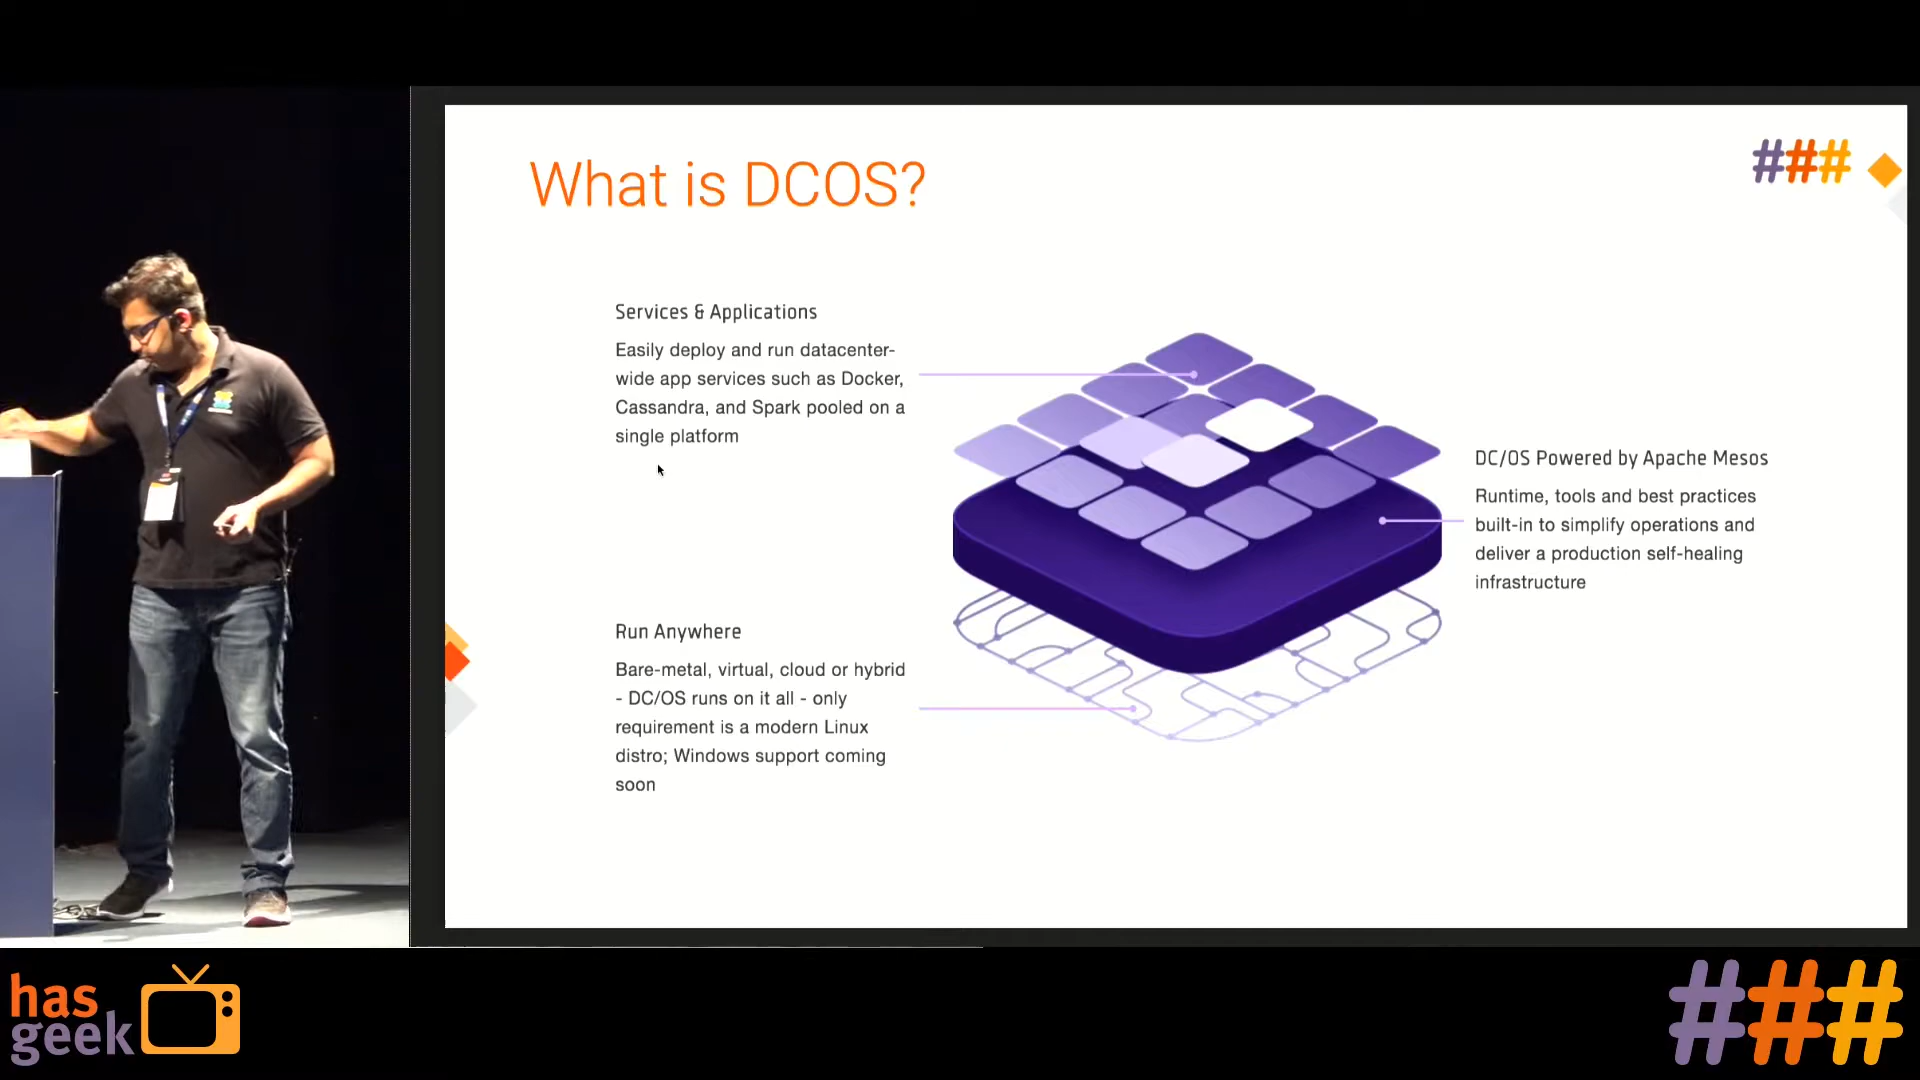 What is DCOS?
###
Services & Applications
Easily deploy and run datacenter-
wide app services such as Docker,
Cassandra, and Spark pooled on a
single platform
DC/OS Powered by Apache Mesos
Runtime, tools and best practices
built-in to simplify operations and
deliver a production self-healing
infrastructure
Run Anywhere
Bare-metal, virtual, cloud or hybrid
- DC/OS runs on it all - only
requirement is a modern Linux
distro; Windows support coming
soon
has
geek
###